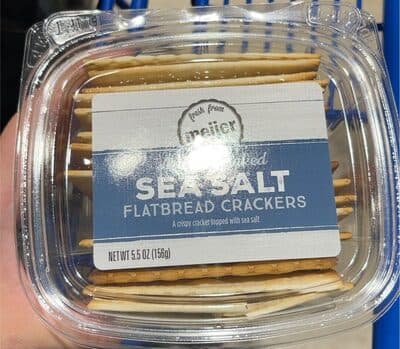 fresh from
meijer
SEA SALT
FLATBREAD CRACKERS
A crispy cracker topped with sea salt
NET WT 5.5 OZ (156g)